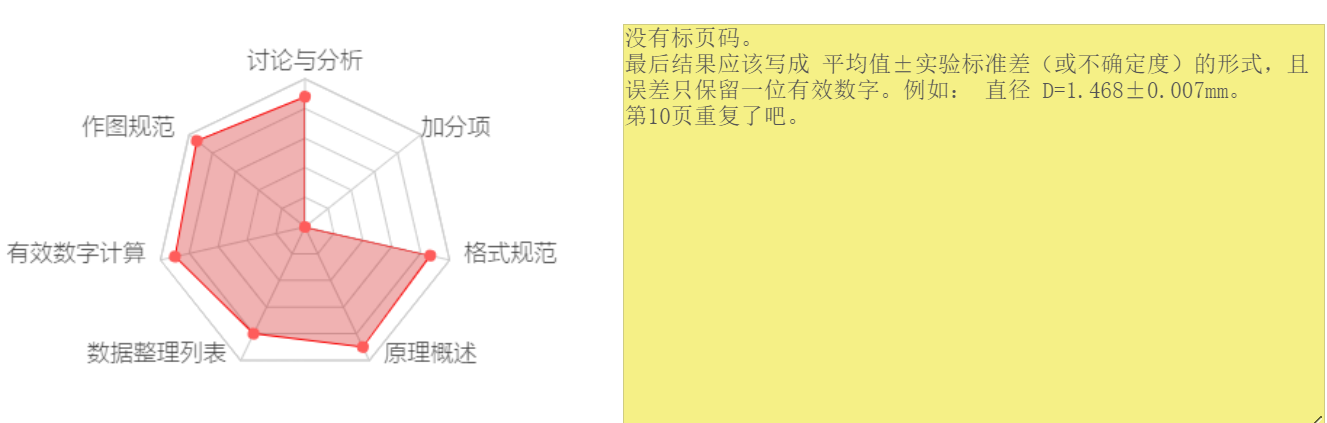 讨论与分析
作图规范
加分项
有效数字计算
格式规范
数据整理列表
原理概述
没有标页码。
最后结果应该写成 平均值±实验标准差（或不确定度）的形式，且
误差只保留一位有效数字。例如： 直径 D=1.468±0.007mm。
第10页重复了吧。